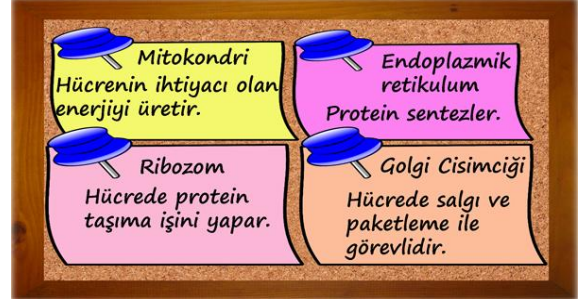 Mitokondri
Hücrenin ihtiyacı olan
enerjiyi üretir.
Endoplazmik
retikulum
Protein sentezler.
Ribozom
Hücrede protein
taşıma işini yapar.
Golgi Cisimciği
Hücrede salgı ve
paketleme ile
görevlidir.